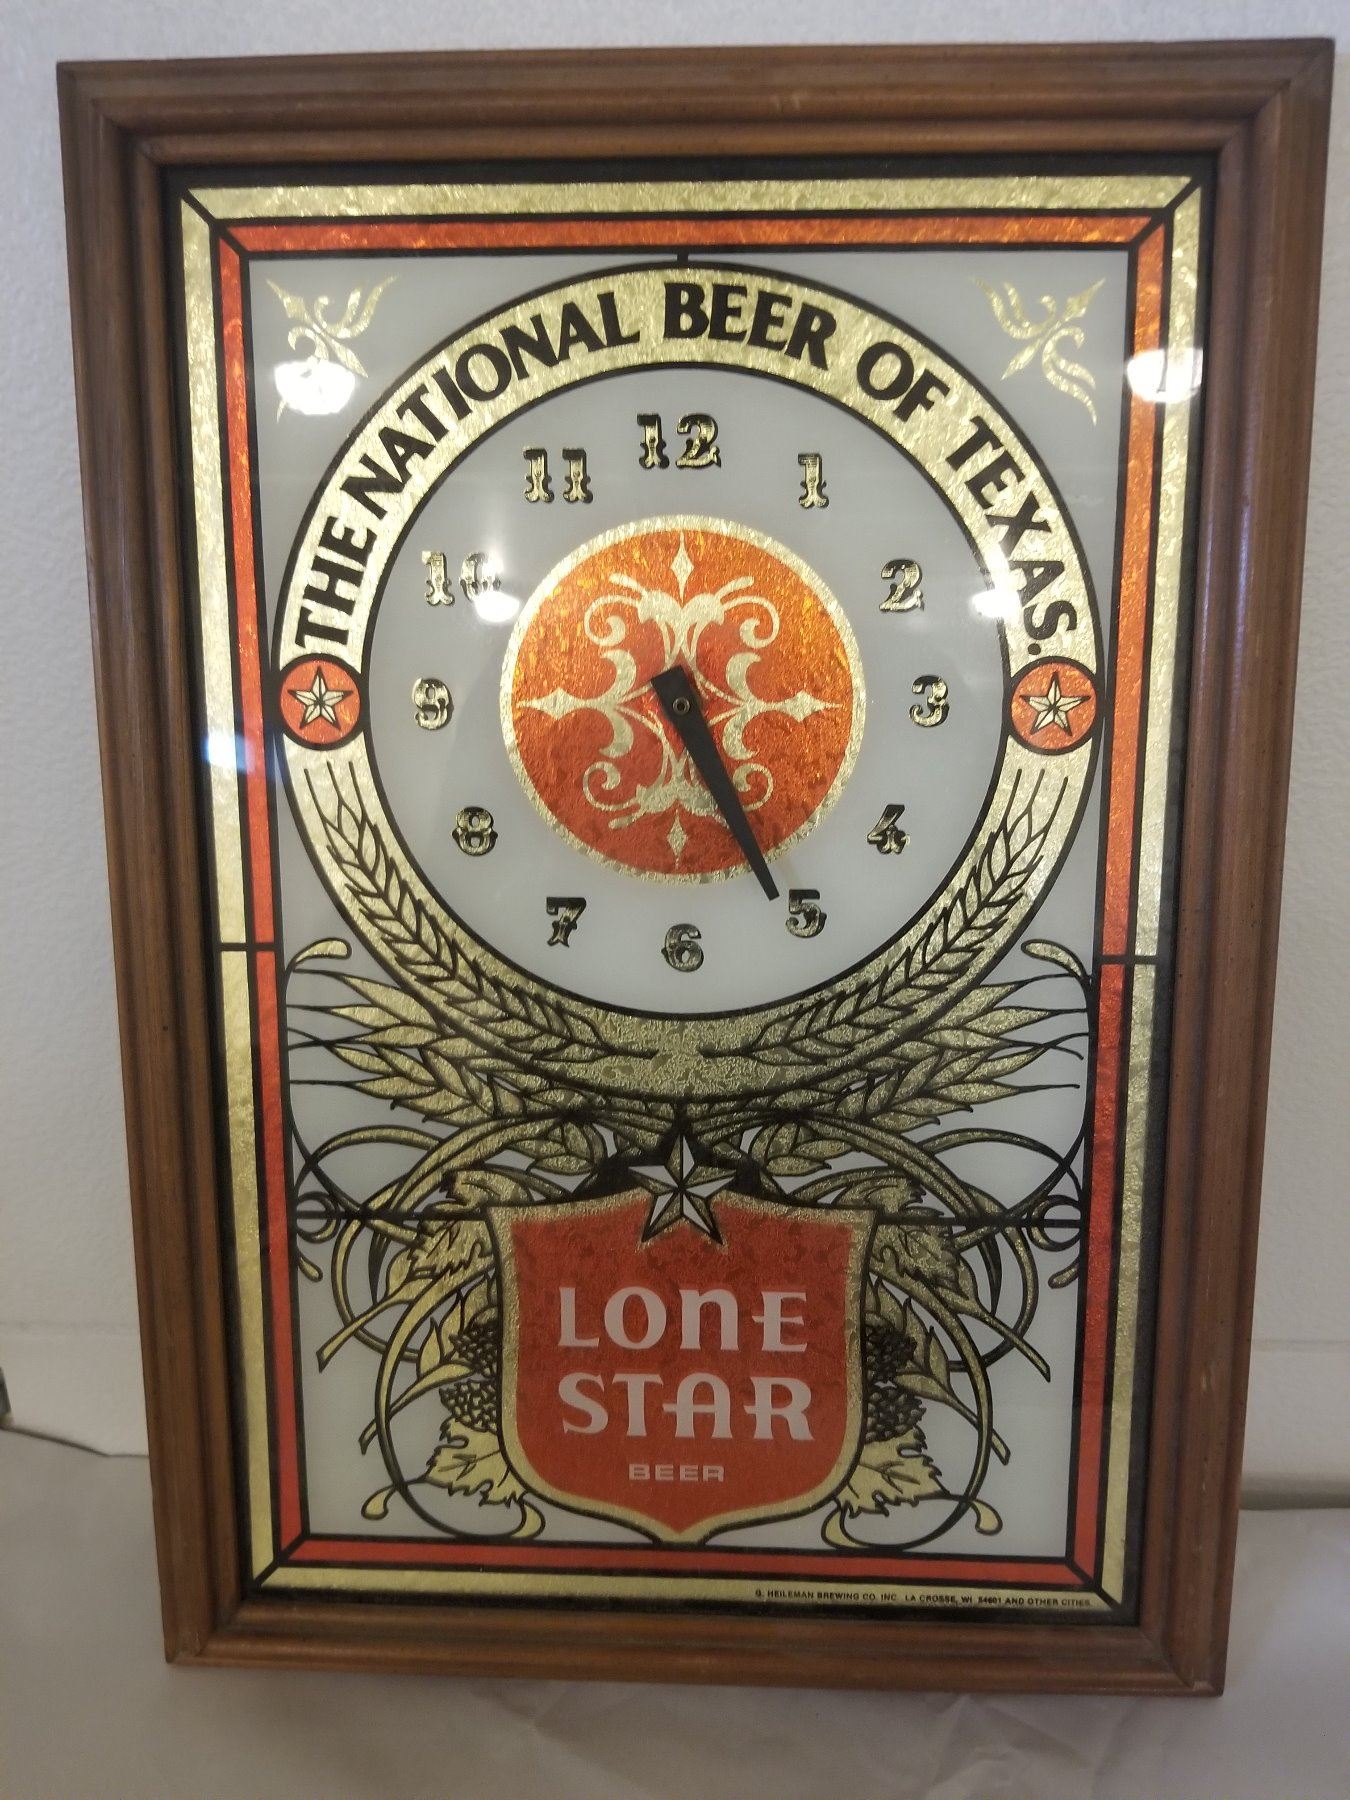 THE NATIONAL BEER OF TEXAS.
12
11 1
10 2
9 3
8 4
7 5
6
LONE
STAR
BEER
G. HEILEMAN BREWING CO. INC. LA CROSSE, WI 54601 AND OTHER CITIES.